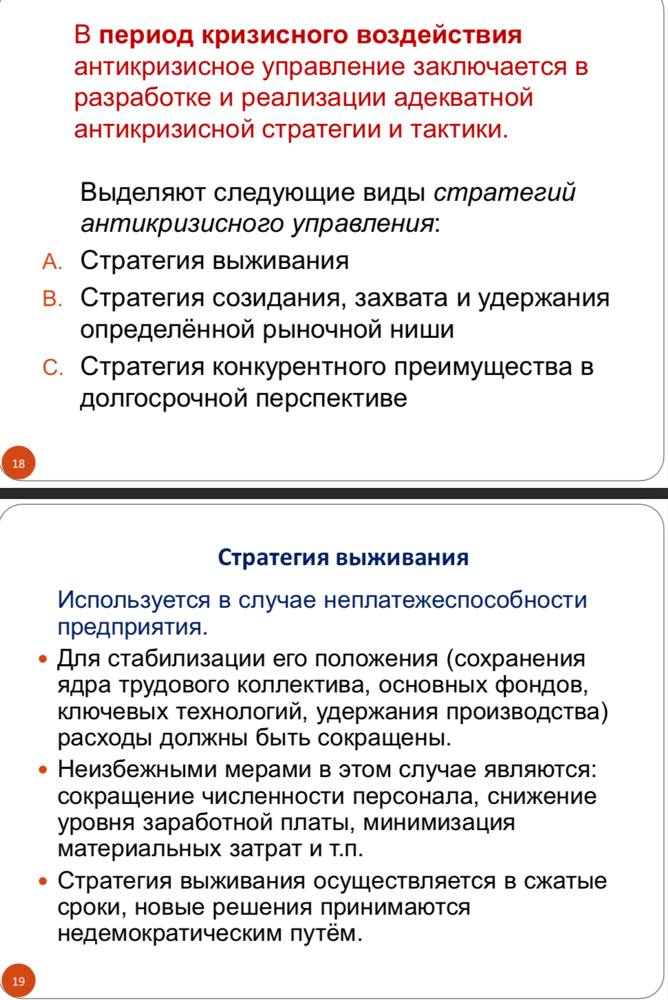 В период кризисного воздействия
антикризисное управление заключается в
разработке и реализации адекватной
антикризисной стратегии и тактики.
Выделяют следующие виды стратегий
антикризисного управления:
A. Стратегия выживания
B. Стратегия созидания, захвата и удержания
определённой рыночной ниши
C. Стратегия конкурентного преимущества в
долгосрочной перспективе
18
Стратегия выживания
Используется в случае неплатежеспособности
предприятия.
• Для стабилизации его положения (сохранения
ядра трудового коллектива, основных фондов,
ключевых технологий, удержания производства)
расходы должны быть сокращены.
• Неизбежными мерами в этом случае являются:
сокращение численности персонала, снижение
уровня заработной платы, минимизация
материальных затрат и т.п.
• Стратегия выживания осуществляется в сжатые
сроки, новые решения принимаются
недемократическим путём.
19